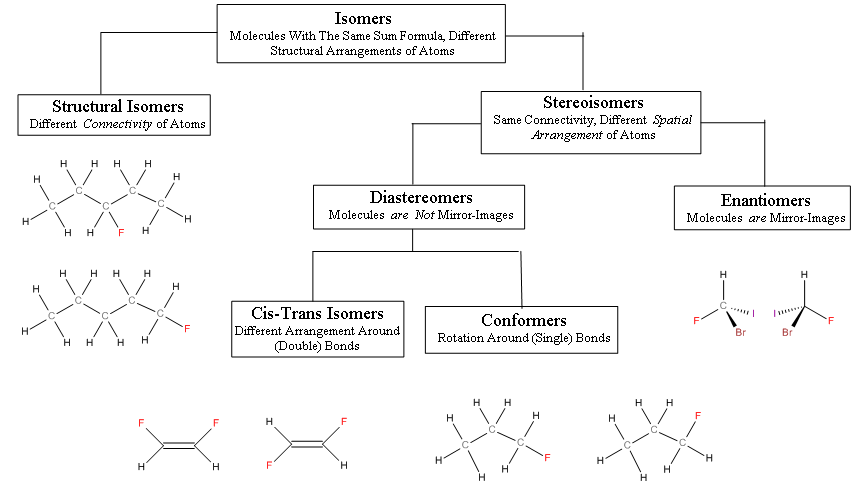 Isomers
Molecules With The Same Sum Formula, Different
Structural Arrangements of Atoms
Structural Isomers
Different Connectivity of Atoms
Stereoisomers
Same Connectivity, Different Spatial
Arrangement of Atoms
Diastereomers
Molecules are Not Mirror-Images
Enantiomers
Molecules are Mirror-Images
Cis-Trans Isomers
Different Arrangement Around
(Double) Bonds
Conformers
Rotation Around (Single) Bonds
H H H H
H C C H
C C C
H H H F H H
H H H H
H C C H
C C C
H H H H H F
H H
C I I
F Br Br F
F F
H H
H F
F H
H H H
H C H
C C
H H H F
H H F
H C
C C H
H H H